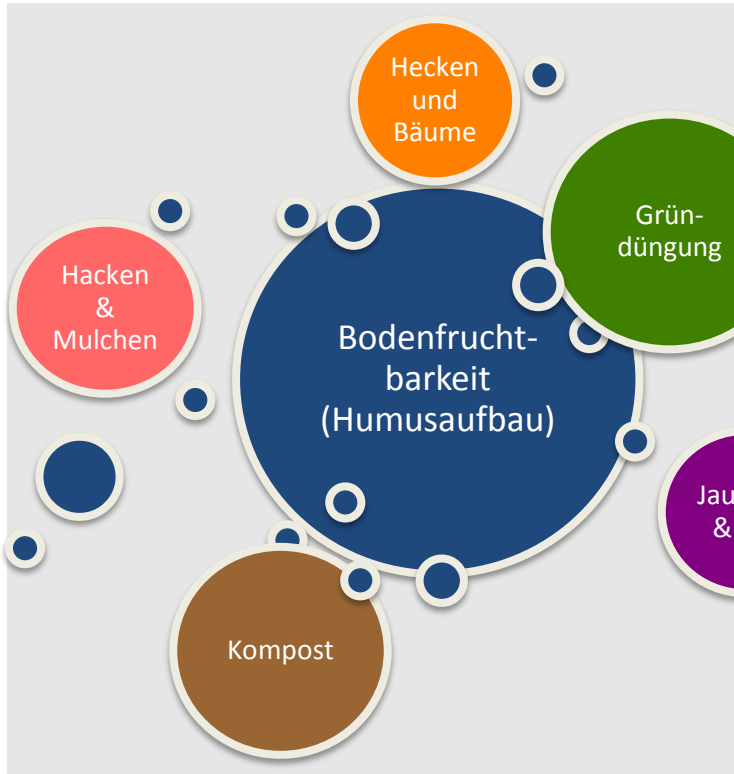 Hecken
und
Bäume
Grün-
düngung
Hacken
&
Mulchen
Bodenfrucht-
barkeit
(Humusaufbau)
&
Kompost